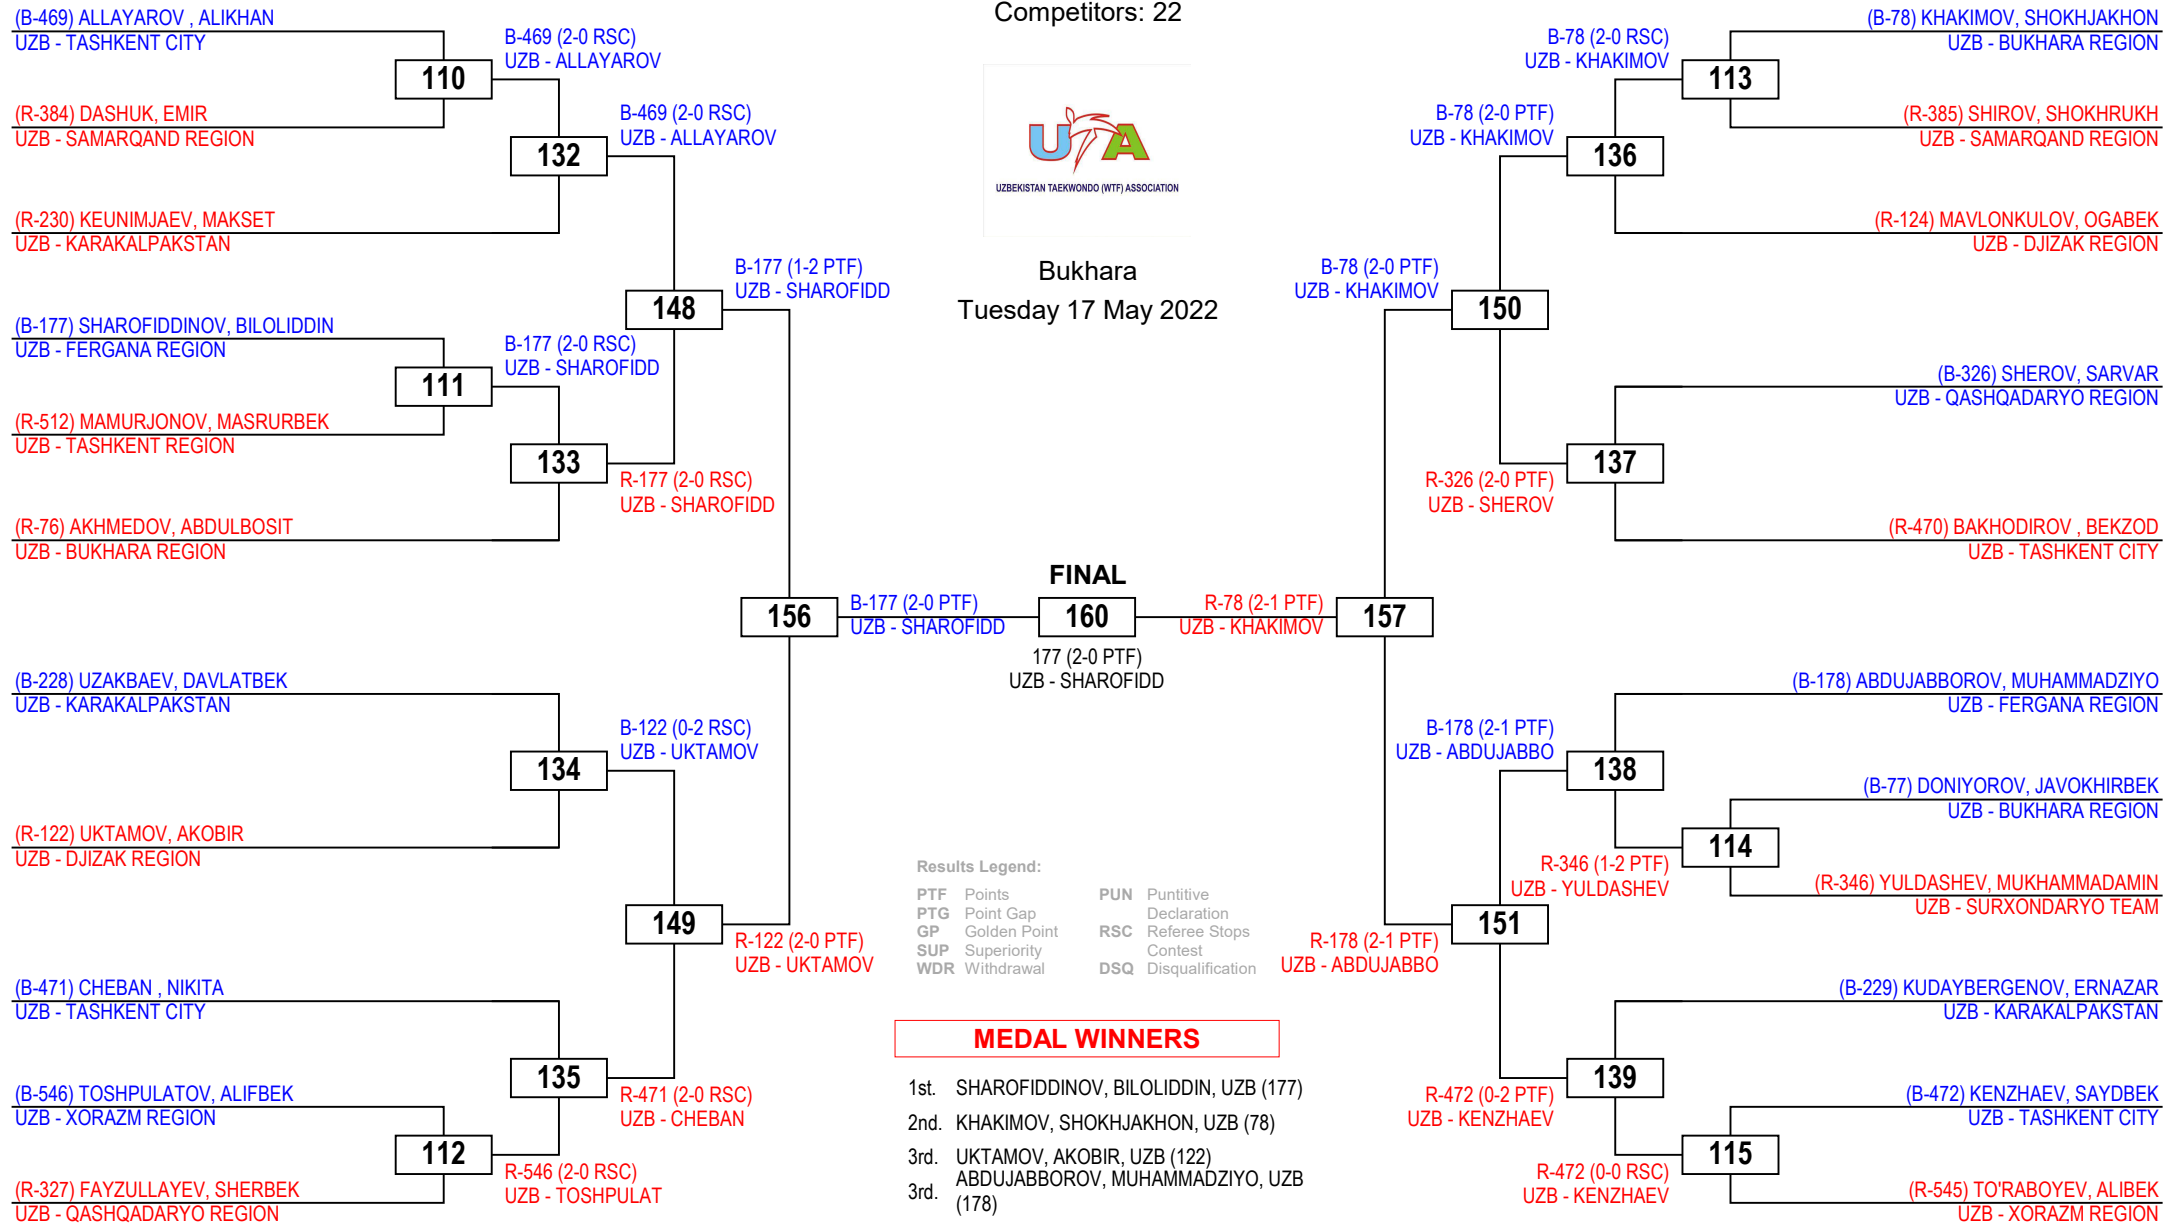 (B-469) ALLAYAROV , ALIKHAN
UZB - TASHKENT CITY
110
(R-384) DASHUK, EMIR
UZB - SAMARQAND REGION
B-469 (2-0 RSC)
UZB - ALLAYAROV
132
(R-230) KEUNIMJAEV, MAKSET
UZB - KARAKALPAKSTAN
B-469 (2-0 RSC)
UZB - ALLAYAROV
148
(B-177) SHAROFIDDINOV, BILOLIDDIN
UZB - FERGANA REGION
111
(R-512) MAMURJONOV, MASRURBEK
UZB - TASHKENT REGION
B-177 (2-0 RSC)
UZB - SHAROFIDD
133
(R-76) AKHMEDOV, ABDULBOSIT
UZB - BUKHARA REGION
R-177 (2-0 RSC)
UZB - SHAROFIDD
B-177 (1-2 PTF)
UZB - SHAROFIDD
156
(B-228) UZAKBAEV, DAVLATBEK
UZB - KARAKALPAKSTAN
134
(R-122) UKTAMOV, AKOBIR
UZB - DJIZAK REGION
B-122 (0-2 RSC)
UZB - UKTAMOV
149
(B-471) CHEBAN , NIKITA
UZB - TASHKENT CITY
135
(B-546) TOSHPULATOV, ALIFBEK
UZB - XORAZM REGION
112
(R-327) FAYZULLAYEV, SHERBEK
UZB - QASHQADARYO REGION
R-546 (2-0 RSC)
UZB - TOSHPULAT
R-471 (2-0 RSC)
UZB - CHEBAN
R-122 (2-0 PTF)
UZB - UKTAMOV
Competitors: 22
UTA
UZBEKISTAN TAEKWONDO (WTF) ASSOCIATION
Bukhara
Tuesday 17 May 2022
FINAL
B-177 (2-0 PTF)
UZB - SHAROFIDD
160
R-78 (2-1 PTF)
UZB - KHAKIMOV
177 (2-0 PTF)
UZB - SHAROFIDD
Results Legend:
PTF Points
PTG Point Gap
GP Golden Point
SUP Superiority
WDR Withdrawal
PUN Puntitive
Declaration
RSC Referee Stops
Contest
DSQ Disqualification
MEDAL WINNERS
1st. SHAROFIDDINOV, BILOLIDDIN, UZB (177)
2nd. KHAKIMOV, SHOKHJAKHON, UZB (78)
3rd. UKTAMOV, AKOBIR, UZB (122)
3rd. ABDUJABBOROV, MUHAMMADZIYO, UZB
(178)
(B-78) KHAKIMOV, SHOKHJAKHON
UZB - BUKHARA REGION
113
(R-385) SHIROV, SHOKHRUKH
UZB - SAMARQAND REGION
B-78 (2-0 RSC)
UZB - KHAKIMOV
136
(R-124) MAVLONKULOV, OGABEK
UZB - DJIZAK REGION
B-78 (2-0 PTF)
UZB - KHAKIMOV
150
(B-326) SHEROV, SARVAR
UZB - QASHQADARYO REGION
137
(R-470) BAKHODIROV , BEKZOD
UZB - TASHKENT CITY
R-326 (2-0 PTF)
UZB - SHEROV
B-78 (2-0 PTF)
UZB - KHAKIMOV
157
(B-178) ABDUJABBOROV, MUHAMMADZIYO
UZB - FERGANA REGION
138
(B-77) DONIYOROV, JAVOKHIRBEK
UZB - BUKHARA REGION
114
(R-346) YULDASHEV, MUKHAMMADAMIN
UZB - SURXONDARYO TEAM
R-346 (1-2 PTF)
UZB - YULDASHEV
B-178 (2-1 PTF)
UZB - ABDUJABBO
151
R-178 (2-1 PTF)
UZB - ABDUJABBO
(B-229) KUDAYBERGENOV, ERNAZAR
UZB - KARAKALPAKSTAN
139
R-472 (0-2 PTF)
UZB - KENZHAEV
(B-472) KENZHAEV, SAYDBEK
UZB - TASHKENT CITY
115
R-472 (0-0 RSC)
UZB - KENZHAEV
(R-545) TO'RABOYEV, ALIBEK
UZB - XORAZM REGION